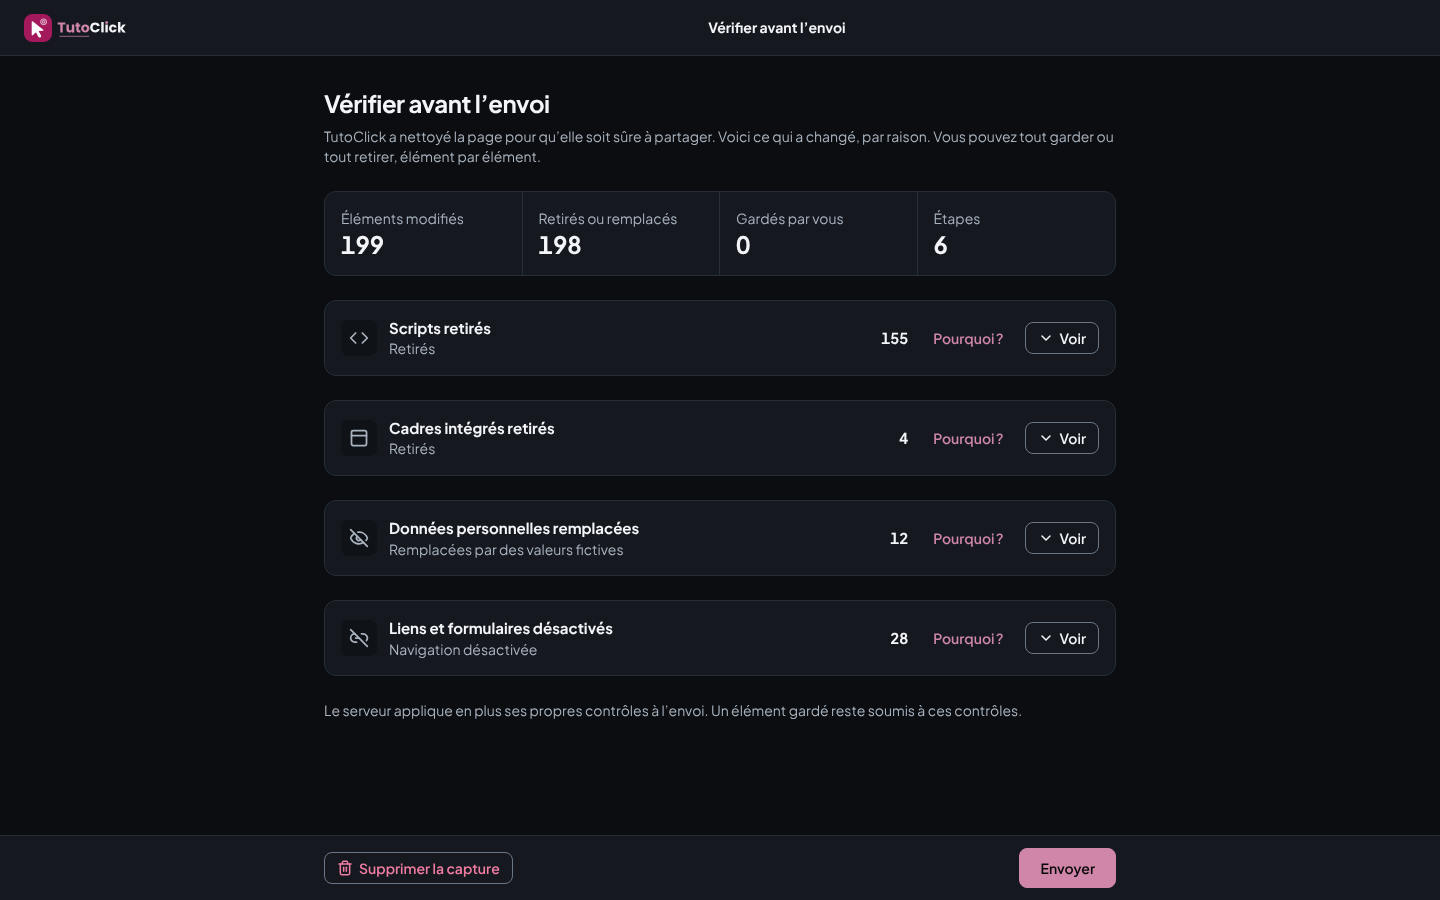 TutoClick
Vérifier avant l’envoi
Vérifier avant l’envoi
TutoClick a nettoyé la page pour qu’elle soit sûre à partager. Voici ce qui a changé, par raison. Vous pouvez tout garder ou
tout retirer, élément par élément.
Éléments modifiés
199
Retirés ou remplacés
198
Gardés par vous
0
Étapes
6
Scripts retirés
Retirés
155
Pourquoi ?
Voir
Cadres intégrés retirés
Retirés
4
Pourquoi ?
Voir
Données personnelles remplacées
Remplacées par des valeurs fictives
12
Pourquoi ?
Voir
Liens et formulaires désactivés
Navigation désactivée
28
Pourquoi ?
Voir
Le serveur applique en plus ses propres contrôles à l’envoi. Un élément gardé reste soumis à ces contrôles.
Supprimer la capture
Envoyer